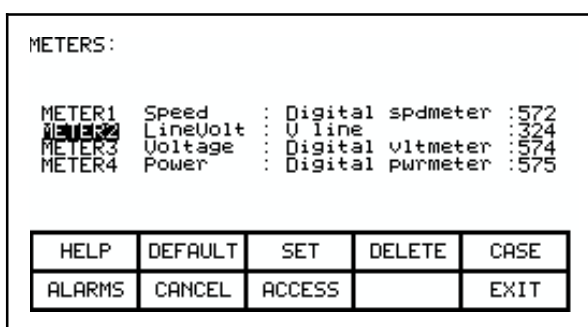 METERS:
METER1 Speed : Digital spdmeter :572
METER2 LineVolt : V line :324
METER3 Voltage : Digital vltmeter :574
METER4 Power : Digital pwrmeter :575
HELP DEFAULT SET DELETE CASE
ALARMS CANCEL ACCESS EXIT